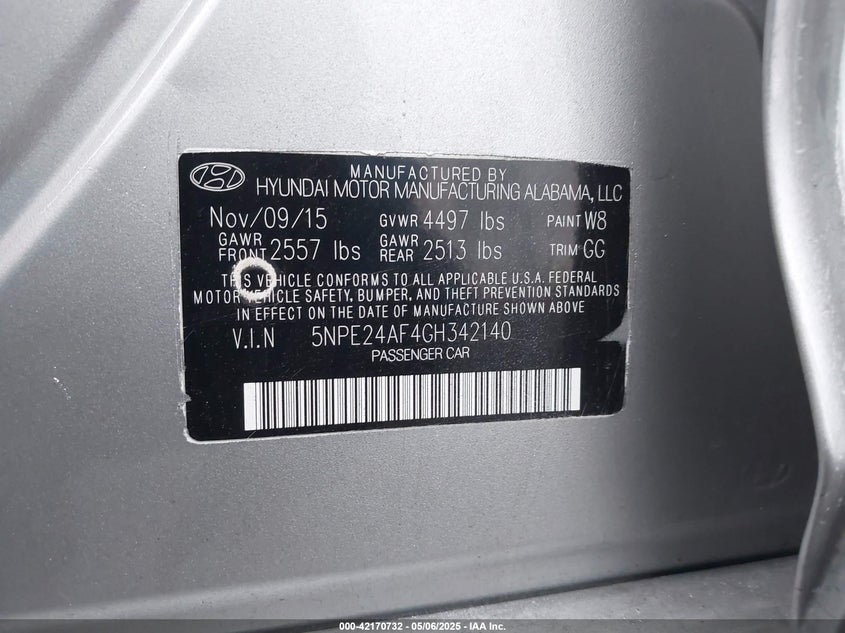 MANUFACTURED BY
HYUNDAI MOTOR MANUFACTURING ALABAMA, LLC
Nov/09/15 GVWR 4497 lbs PAINT W8
GAWR FRONT 2557 lbs GAWR REAR 2513 lbs TRIM GG
THIS VEHICLE CONFORMS TO ALL APPLICABLE U.S.A. FEDERAL
MOTOR VEHICLE SAFETY, BUMPER, AND THEFT PREVENTION STANDARDS
IN EFFECT ON THE DATE OF MANUFACTURE SHOWN ABOVE
V.I.N 5NPE24AF4GH342140
PASSENGER CAR
000-42170732 - 05/06/2025 - IAA Inc.